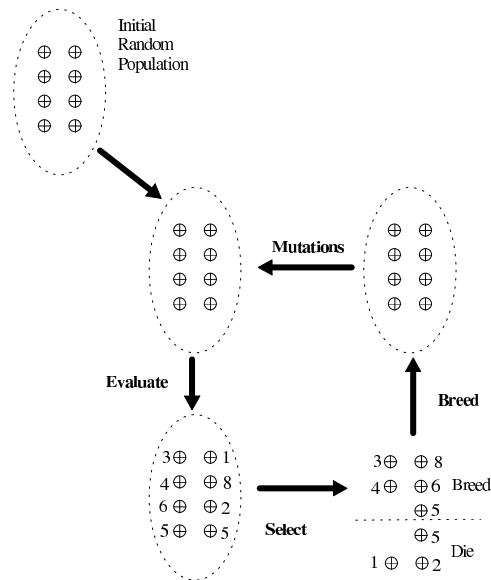 Initial
Random
Population
Mutations
Evaluate
Breed
3 1
4 8
6 2
5 5
Select
3 8
4 6
5
Breed
5
1 2
Die